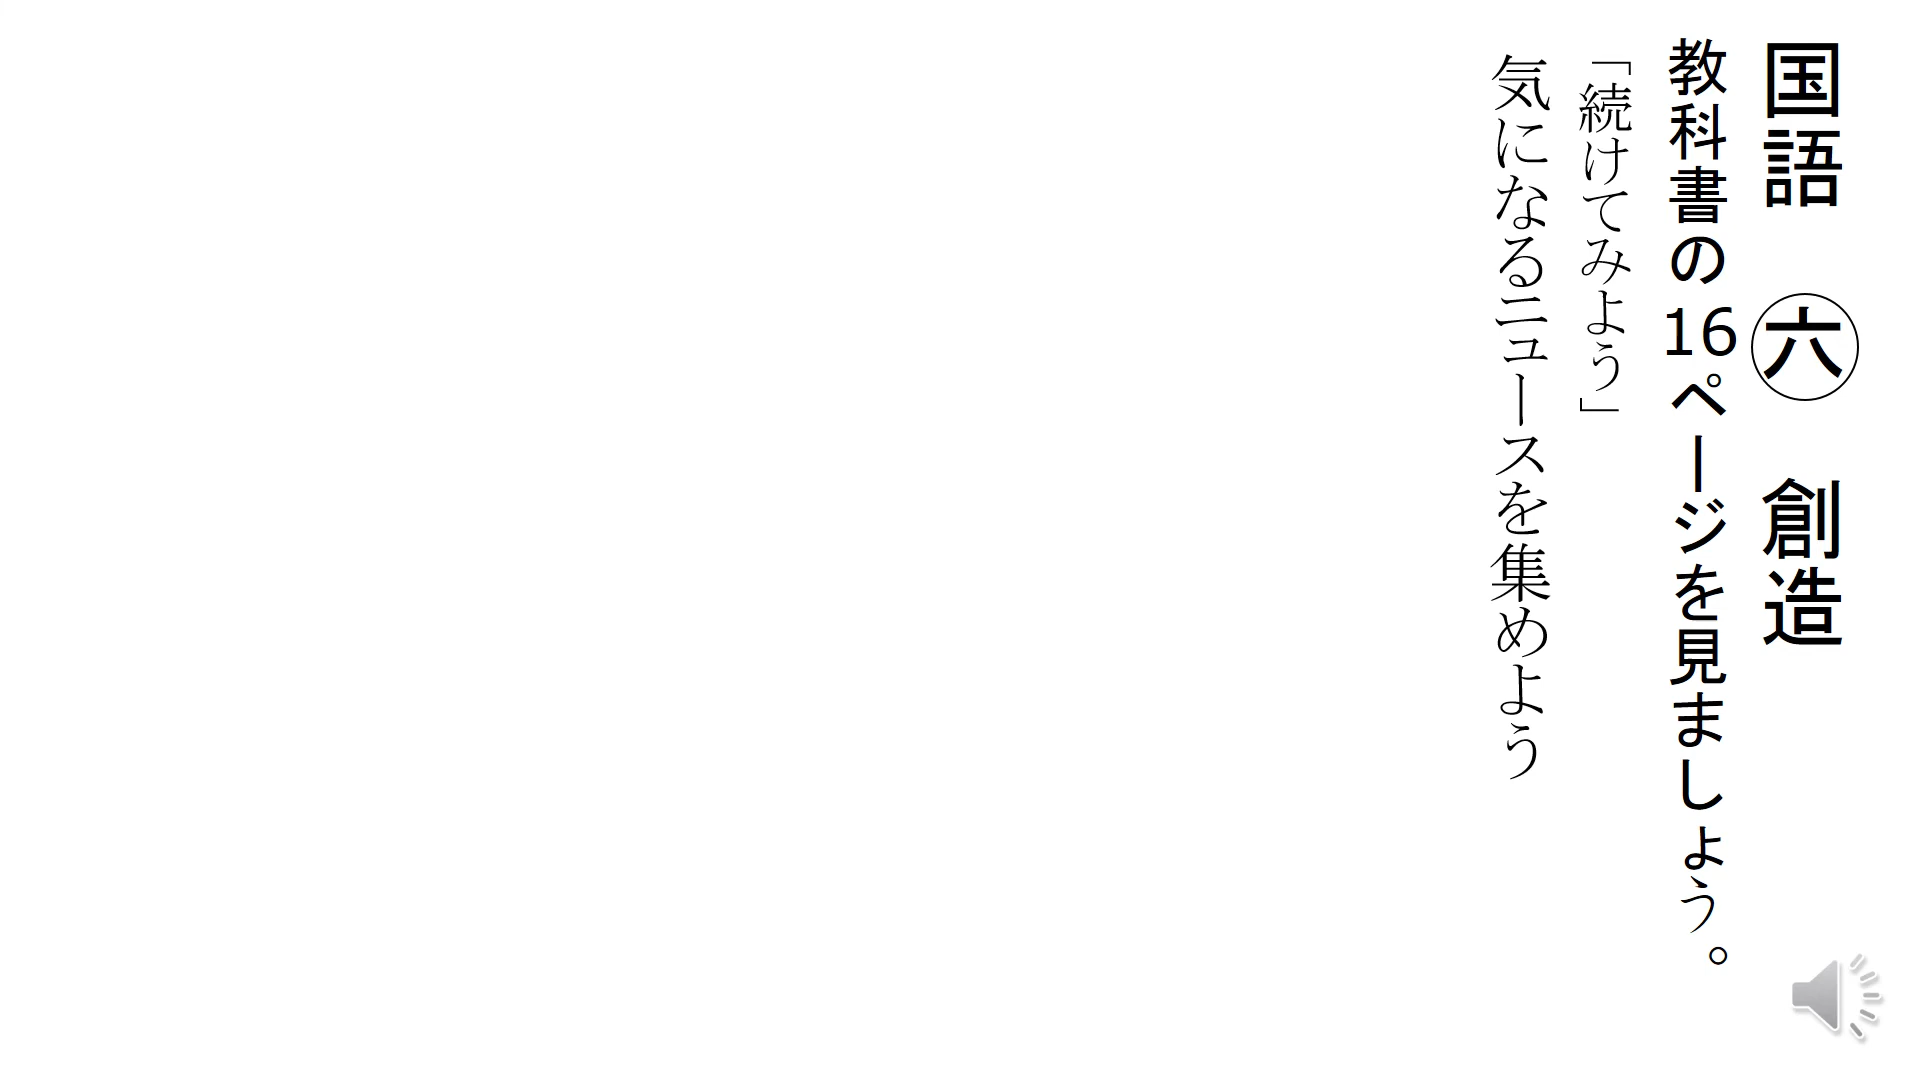 国語　㊅　創造
教科書の16ページを見ましょう。
「続けてみよう」
気になるニュースを集めよう